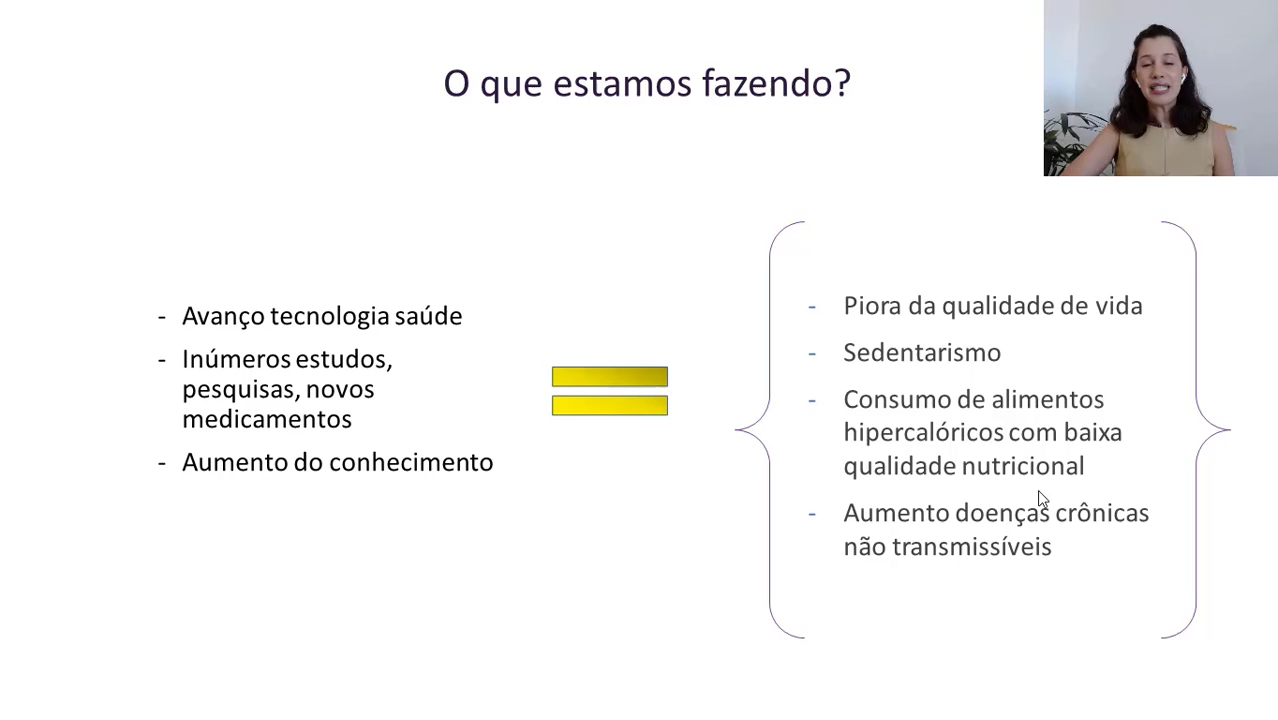 O que estamos fazendo?
- Avanço tecnologia saúde
- Inúmeros estudos,
pesquisas, novos
medicamentos
- Aumento do conhecimento
- Piora da qualidade de vida
- Sedentarismo
- Consumo de alimentos
hipercalóricos com baixa
qualidade nutricional
- Aumento doenças crônicas
não transmissíveis